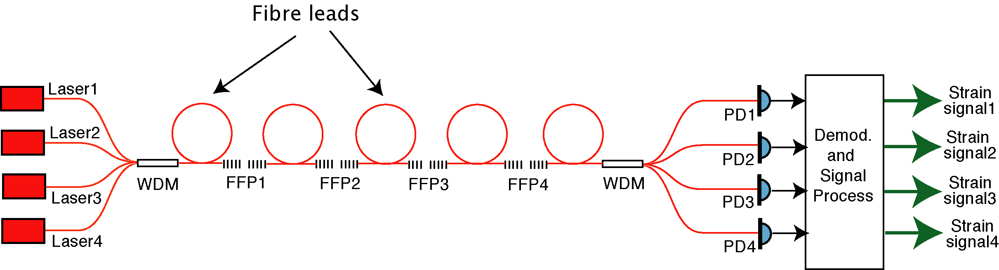 Fibre leads
Laser1
Laser2
Laser3
Laser4
WDM
FFP1
FFP2
FFP3
FFP4
WDM
PD1
PD2
PD3
PD4
Demod.
and
Signal
Process
Strain
signal1
Strain
signal2
Strain
signal3
Strain
signal4